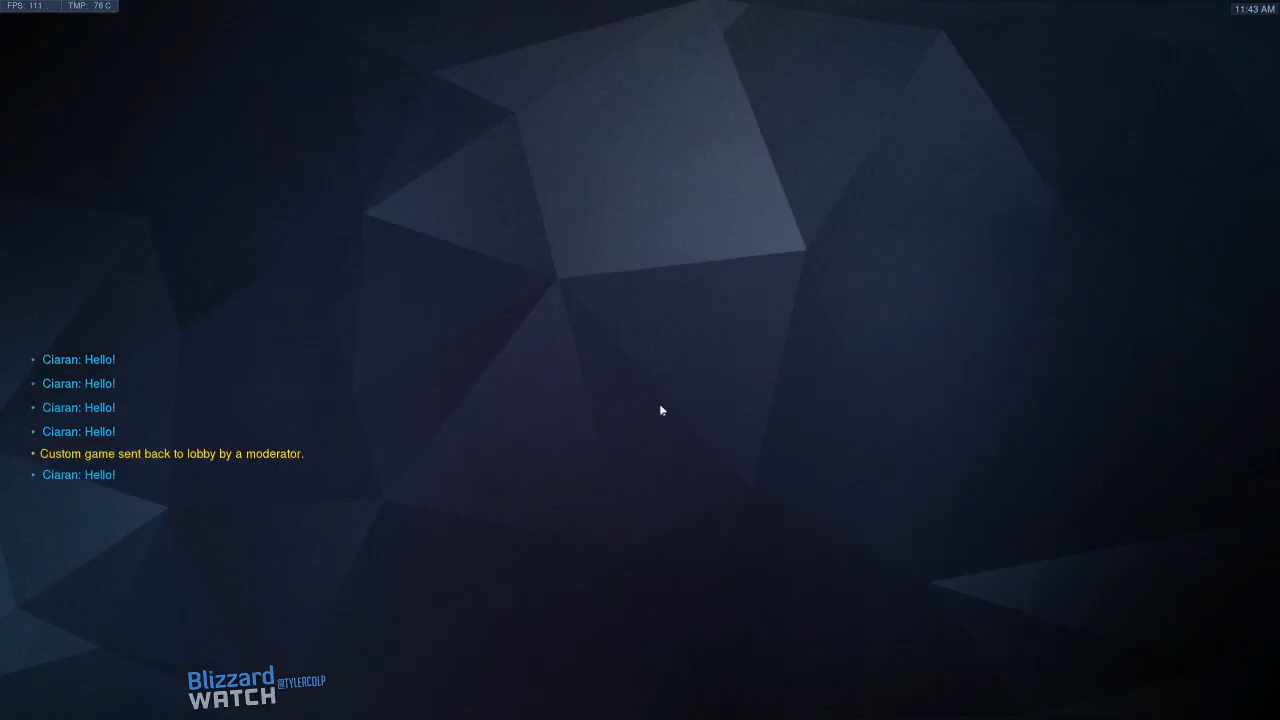 FPS: 111 TMP: 76 C
11:43 AM
Ciaran: Hello!
Ciaran: Hello!
Ciaran: Hello!
Ciaran: Hello!
Custom game sent back to lobby by a moderator.
Ciaran: Hello!
Blizzard @TYLERCOLP
WATCH